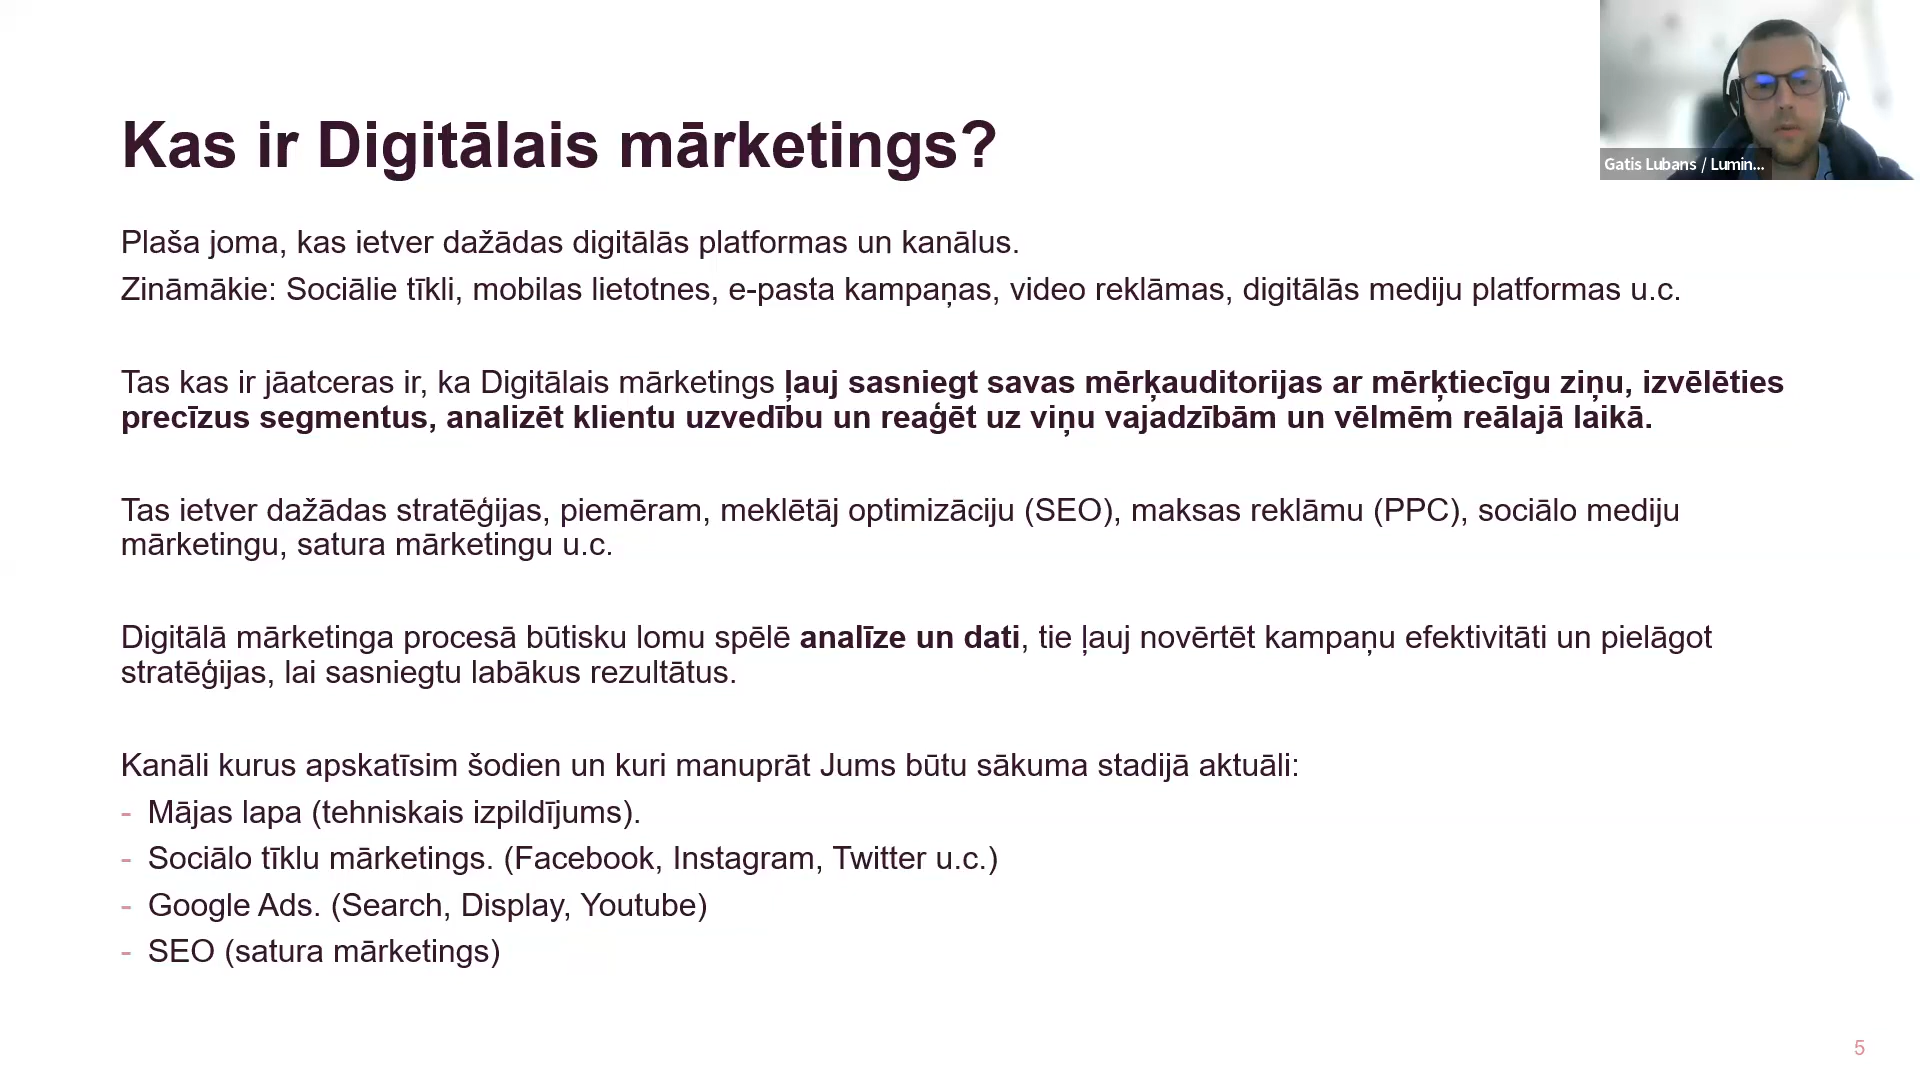 Gatis Lubans / Lumin...
Kas ir Digitālais mārketings?
Plaša joma, kas ietver dažādas digitālās platformas un kanālus.
Zināmākie: Sociālie tīkli, mobilas lietotnes, e-pasta kampaņas, video reklāmas, digitālās mediju platformas u.c.
Tas kas ir jāatceras ir, ka Digitālais mārketings ļauj sasniegt savas mērķauditorijas ar mērķtiecīgu ziņu, izvēlēties
precīzus segmentus, analizēt klientu uzvedību un reaģēt uz viņu vajadzībām un vēlmēm reālajā laikā.
Tas ietver dažādas stratēģijas, piemēram, meklētāj optimizāciju (SEO), maksas reklāmu (PPC), sociālo mediju
mārketingu, satura mārketingu u.c.
Digitālā mārketinga procesā būtisku lomu spēlē analīze un dati, tie ļauj novērtēt kampaņu efektivitāti un pielāgot
stratēģijas, lai sasniegtu labākus rezultātus.
Kanāli kurus apskatīsim šodien un kuri manuprāt Jums būtu sākuma stadijā aktuāli:
- Mājas lapa (tehniskais izpildījums).
- Sociālo tīklu mārketings. (Facebook, Instagram, Twitter u.c.)
- Google Ads. (Search, Display, Youtube)
- SEO (satura mārketings)
5